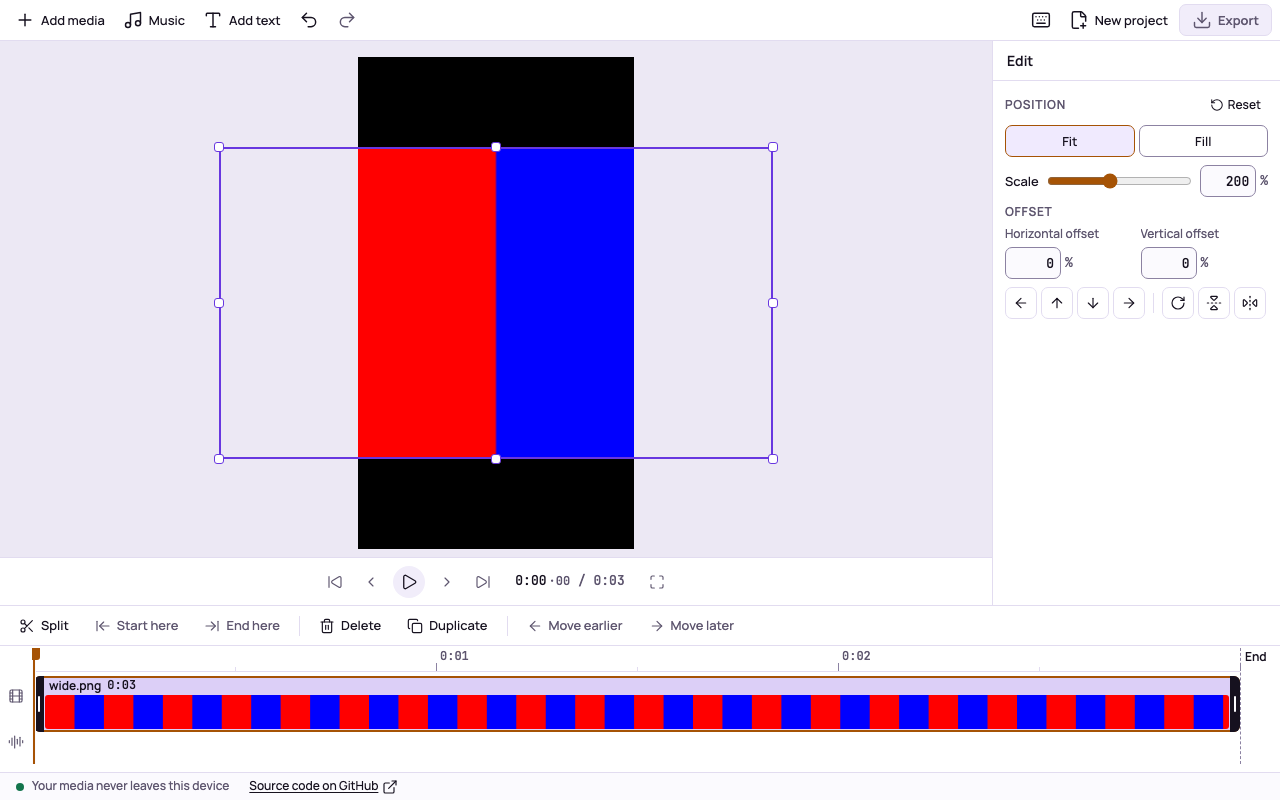 Add media Music Add text New project Export
Edit
POSITION Reset
Fit Fill
Scale 200 %
OFFSET
Horizontal offset Vertical offset
0 % 0 %
0:00·00 / 0:03
Split Start here End here Delete Duplicate Move earlier Move later
0:01 0:02 End
wide.png 0:03
Your media never leaves this device Source code on GitHub